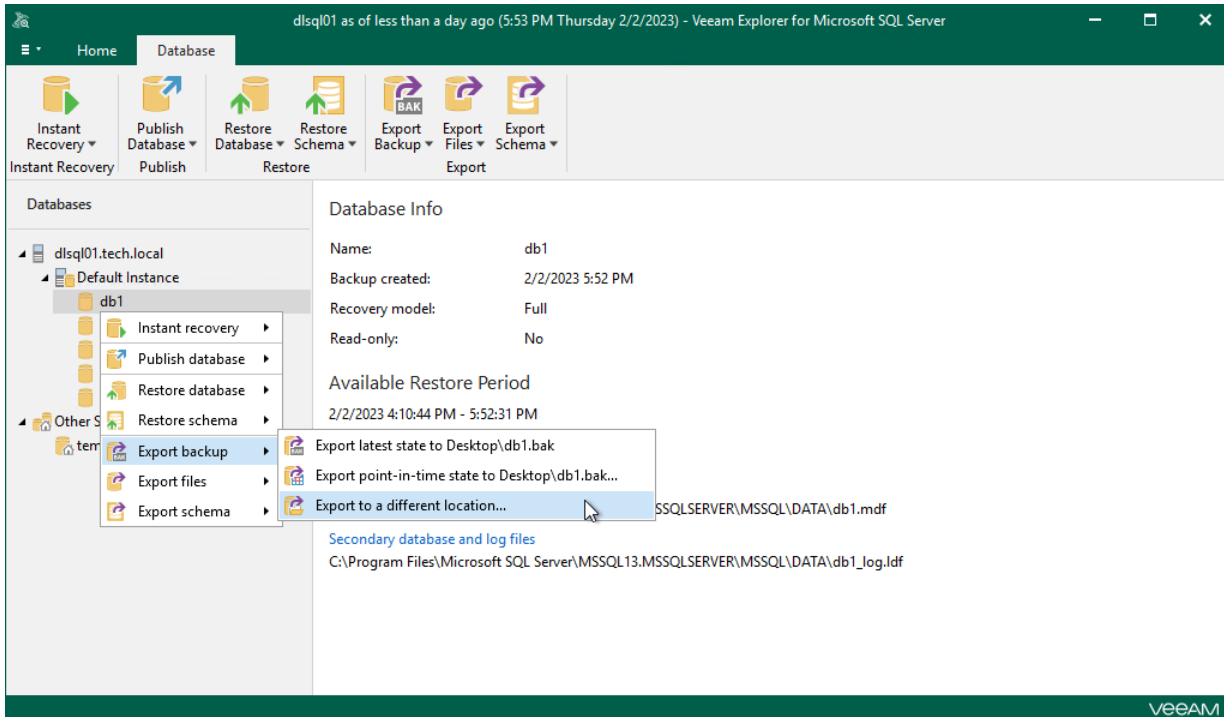 dlsql01 as of less than a day ago (5:53 PM Thursday 2/2/2023) - Veeam Explorer for Microsoft SQL Server
Home Database
Instant Recovery
Publish Database
Restore Database
Restore Schema
BAK
Export Backup
Export Files
Export Schema
Instant Recovery Publish Restore Export
Databases
dlsql01.tech.local
Default Instance
db1
Other S
tem
Instant recovery
Publish database
Restore database
Restore schema
Export backup
Export files
Export schema
Export latest state to Desktop\db1.bak
Export point-in-time state to Desktop\db1.bak...
Export to a different location...
Database Info
Name: db1
Backup created: 2/2/2023 5:52 PM
Recovery model: Full
Read-only: No
Available Restore Period
2/2/2023 4:10:44 PM - 5:52:31 PM
SSQLSERVER\MSSQL\DATA\db1.mdf
Secondary database and log files
C:\Program Files\Microsoft SQL Server\MSSQL13.MSSQLSERVER\MSSQL\DATA\db1_log.ldf
veeam